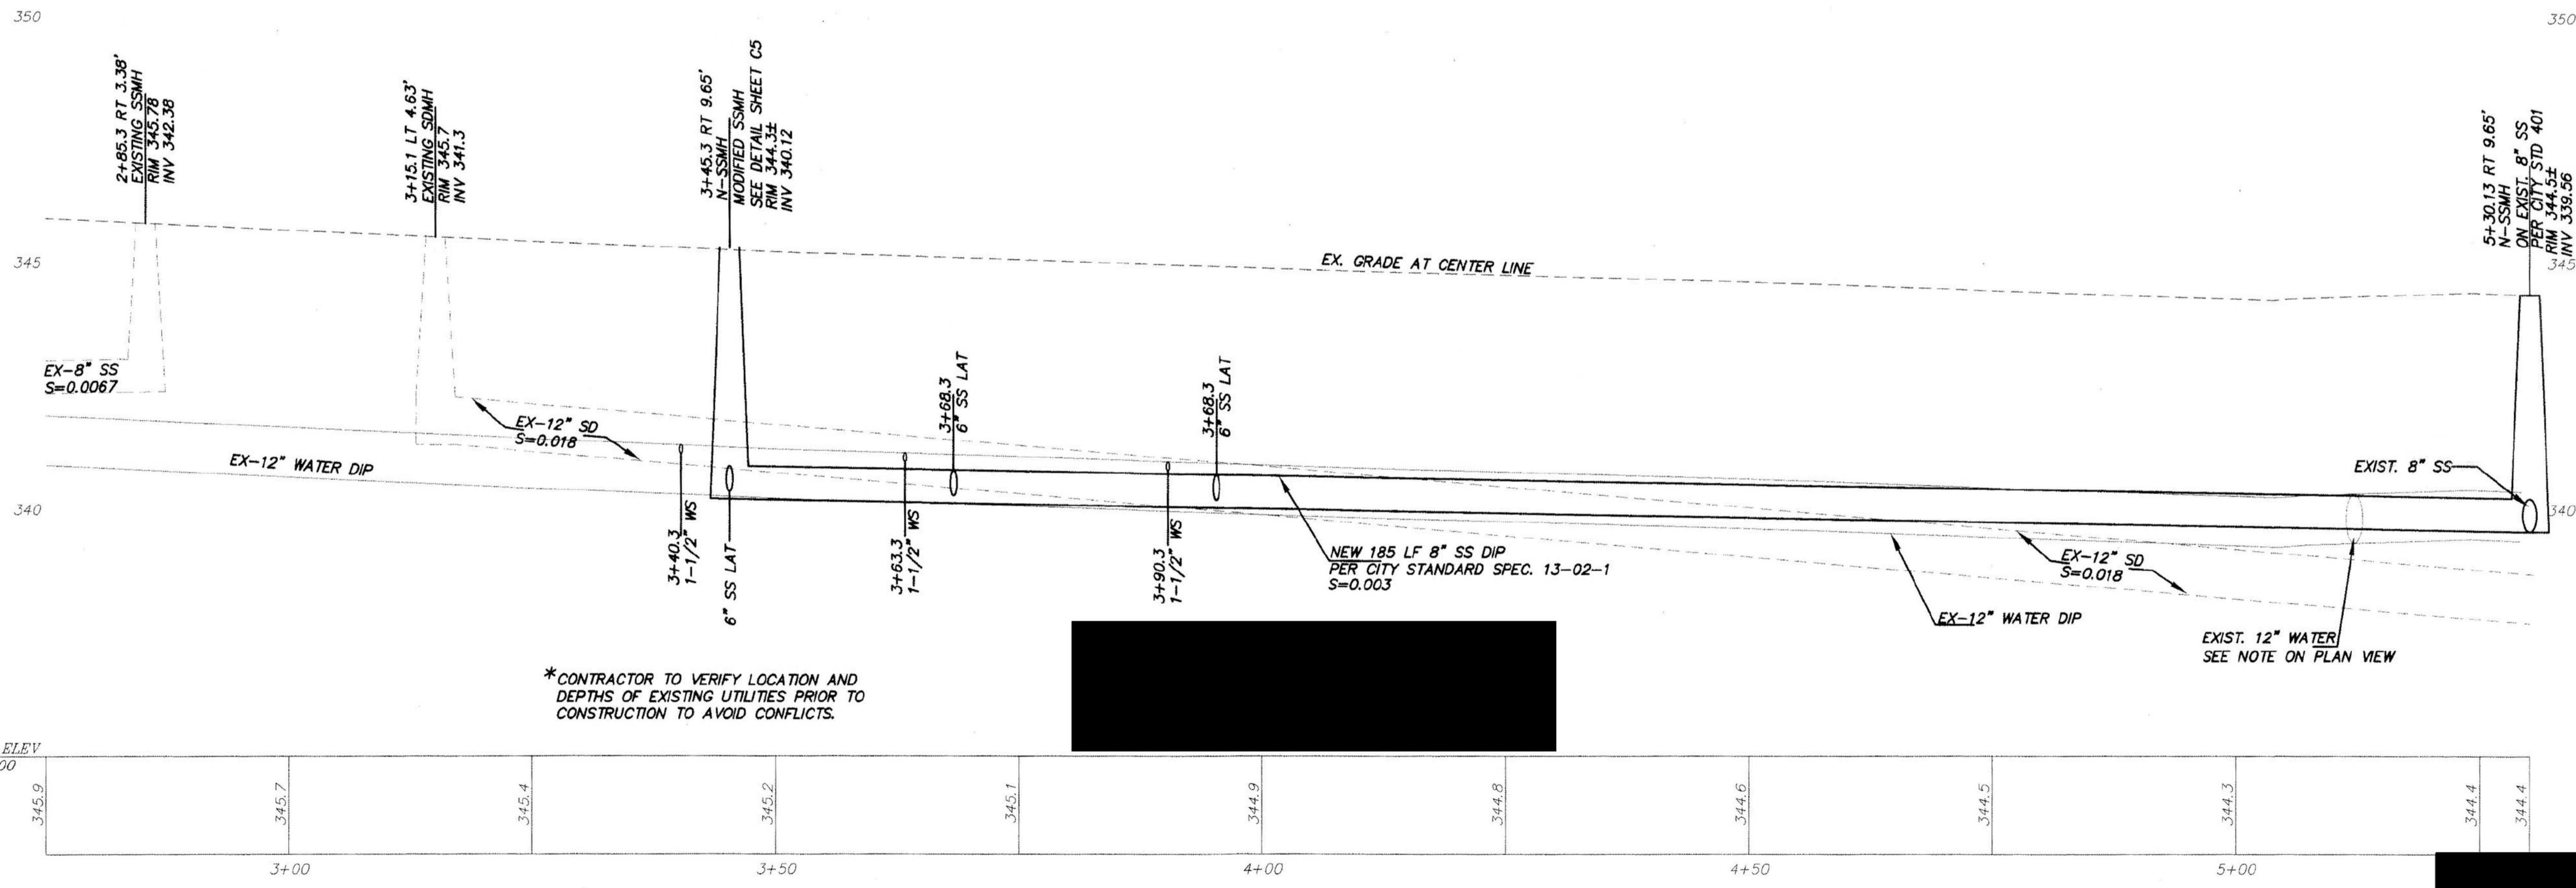 350
350
2+85.3 RT 3.38'
EXISTING SSMH
RIM 345.78
INV 342.38
3+15.1 LT 4.63'
EXISTING SDMH
RIM 345.7
INV 341.3
3+45.3 RT 9.65'
N-SSMH
MODIFIED SSMH
SEE DETAIL SHEET C5
RIM 344.3±
INV 340.12
5+30.13 RT 9.65'
N-SSMH
ON EXIST. 8" SS
PER CITY STD 401
RIM 344.5±
INV 339.56
345
345
EX. GRADE AT CENTER LINE
EX-8" SS
S=0.0067
EX-12" SD
S=0.018
3+68.3
6" SS LAT
3+68.3
6" SS LAT
EX-12" WATER DIP
EXIST. 8" SS
340
340
3+40.3
1-1/2" WS
6" SS LAT
3+63.3
1-1/2" WS
3+90.3
1-1/2" WS
NEW 185 LF 8" SS DIP
PER CITY STANDARD SPEC. 13-02-1
S=0.003
EX-12" SD
S=0.018
EX-12" WATER DIP
EXIST. 12" WATER
SEE NOTE ON PLAN VIEW
*CONTRACTOR TO VERIFY LOCATION AND
DEPTHS OF EXISTING UTILITIES PRIOR TO
CONSTRUCTION TO AVOID CONFLICTS.
ELEV
00
345.9
345.7
345.4
345.2
345.1
344.9
344.8
344.6
344.5
344.3
344.4
344.4
3+00
3+50
4+00
4+50
5+00